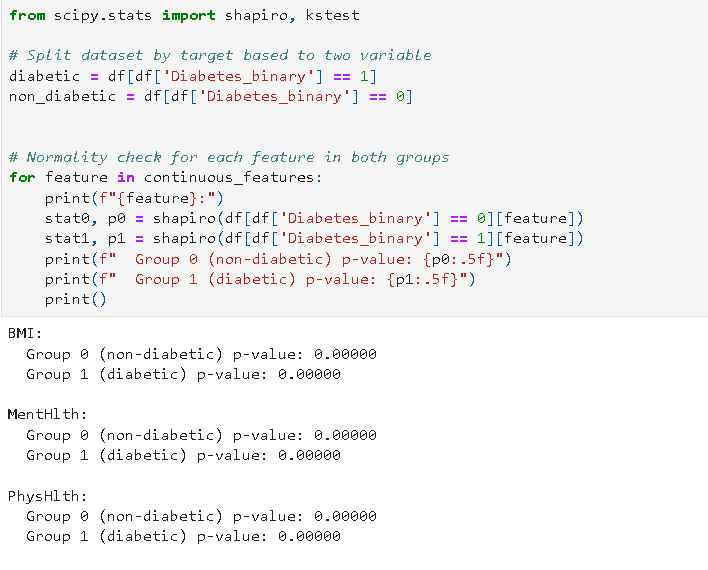 from scipy.stats import shapiro, kstest
# Split dataset by target based to two variable
diabetic = df[df['Diabetes_binary'] == 1]
non_diabetic = df[df['Diabetes_binary'] == 0]
# Normality check for each feature in both groups
for feature in continuous_features:
    print(f"{feature}:")
    stat0, p0 = shapiro(df[df['Diabetes_binary'] == 0][feature])
    stat1, p1 = shapiro(df[df['Diabetes_binary'] == 1][feature])
    print(f"  Group 0 (non-diabetic) p-value: {p0:.5f}")
    print(f"  Group 1 (diabetic) p-value: {p1:.5f}")
    print()
BMI:
  Group 0 (non-diabetic) p-value: 0.00000
  Group 1 (diabetic) p-value: 0.00000
MentHlth:
  Group 0 (non-diabetic) p-value: 0.00000
  Group 1 (diabetic) p-value: 0.00000
PhysHlth:
  Group 0 (non-diabetic) p-value: 0.00000
  Group 1 (diabetic) p-value: 0.00000